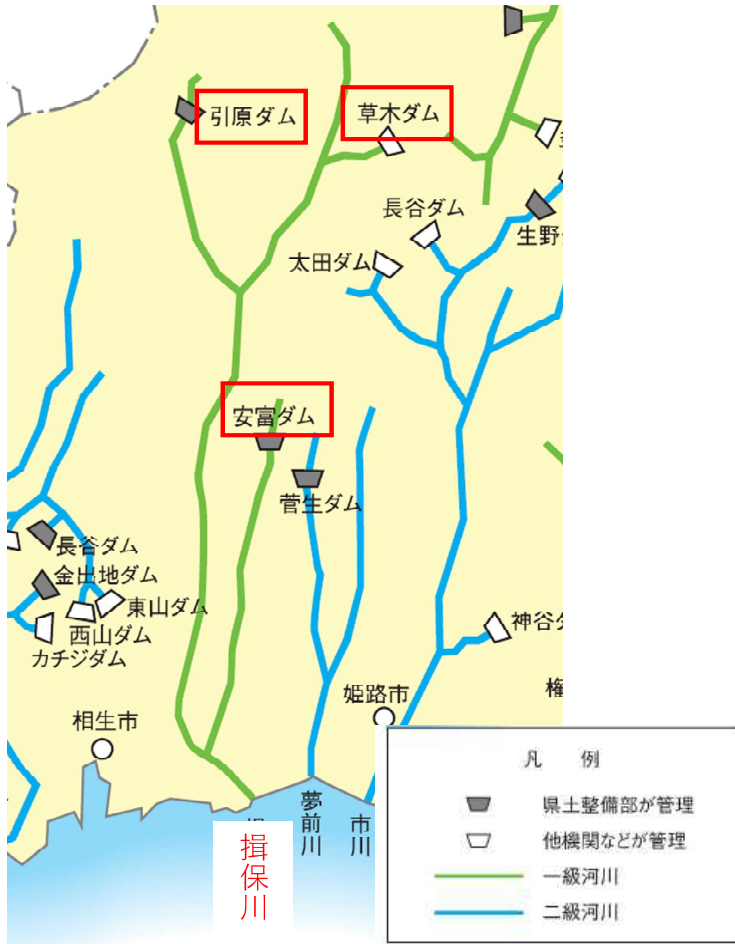 引原ダム
草木ダム
長谷ダム
生野
太田ダム
安富ダム
菅生ダム
長谷ダム
金出地ダム
東山ダム
西山ダム
カチジダム
神谷
姫路市
権
相生市
揖保川
夢前川
市川
凡 例
県土整備部が管理
他機関などが管理
一級河川
二級河川